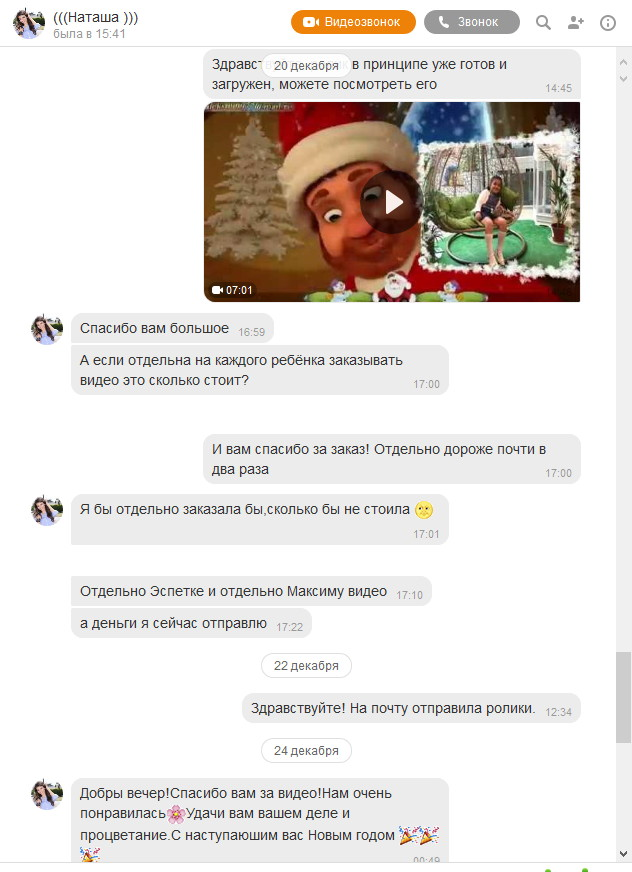 (((Наташа )))
была в 15:41
Видеозвонок
Звонок
20 декабря
в принципе уже готов и
загружен, можете посмотреть его
14:45
07:01
Спасибо вам большое 16:59
А если отдельна на каждого ребёнка заказывать
видео это сколько стоит?
17:00
И вам спасибо за заказ! Отдельно дороже почти в
два раза
17:00
Я бы отдельно заказала бы,сколько бы не стоила 🌝
17:01
Отдельно Эспетке и отдельно Максиму видео 17:10
а деньги я сейчас отправлю 17:22
22 декабря
Здравствуйте! На почту отправила ролики. 12:34
24 декабря
Добры вечер!Спасибо вам за видео!Нам очень
понравилась🌸Удачи вам вашем деле и
процветание.С наступаюшим вас Новым годом 🎉🎉
🎉
00:49